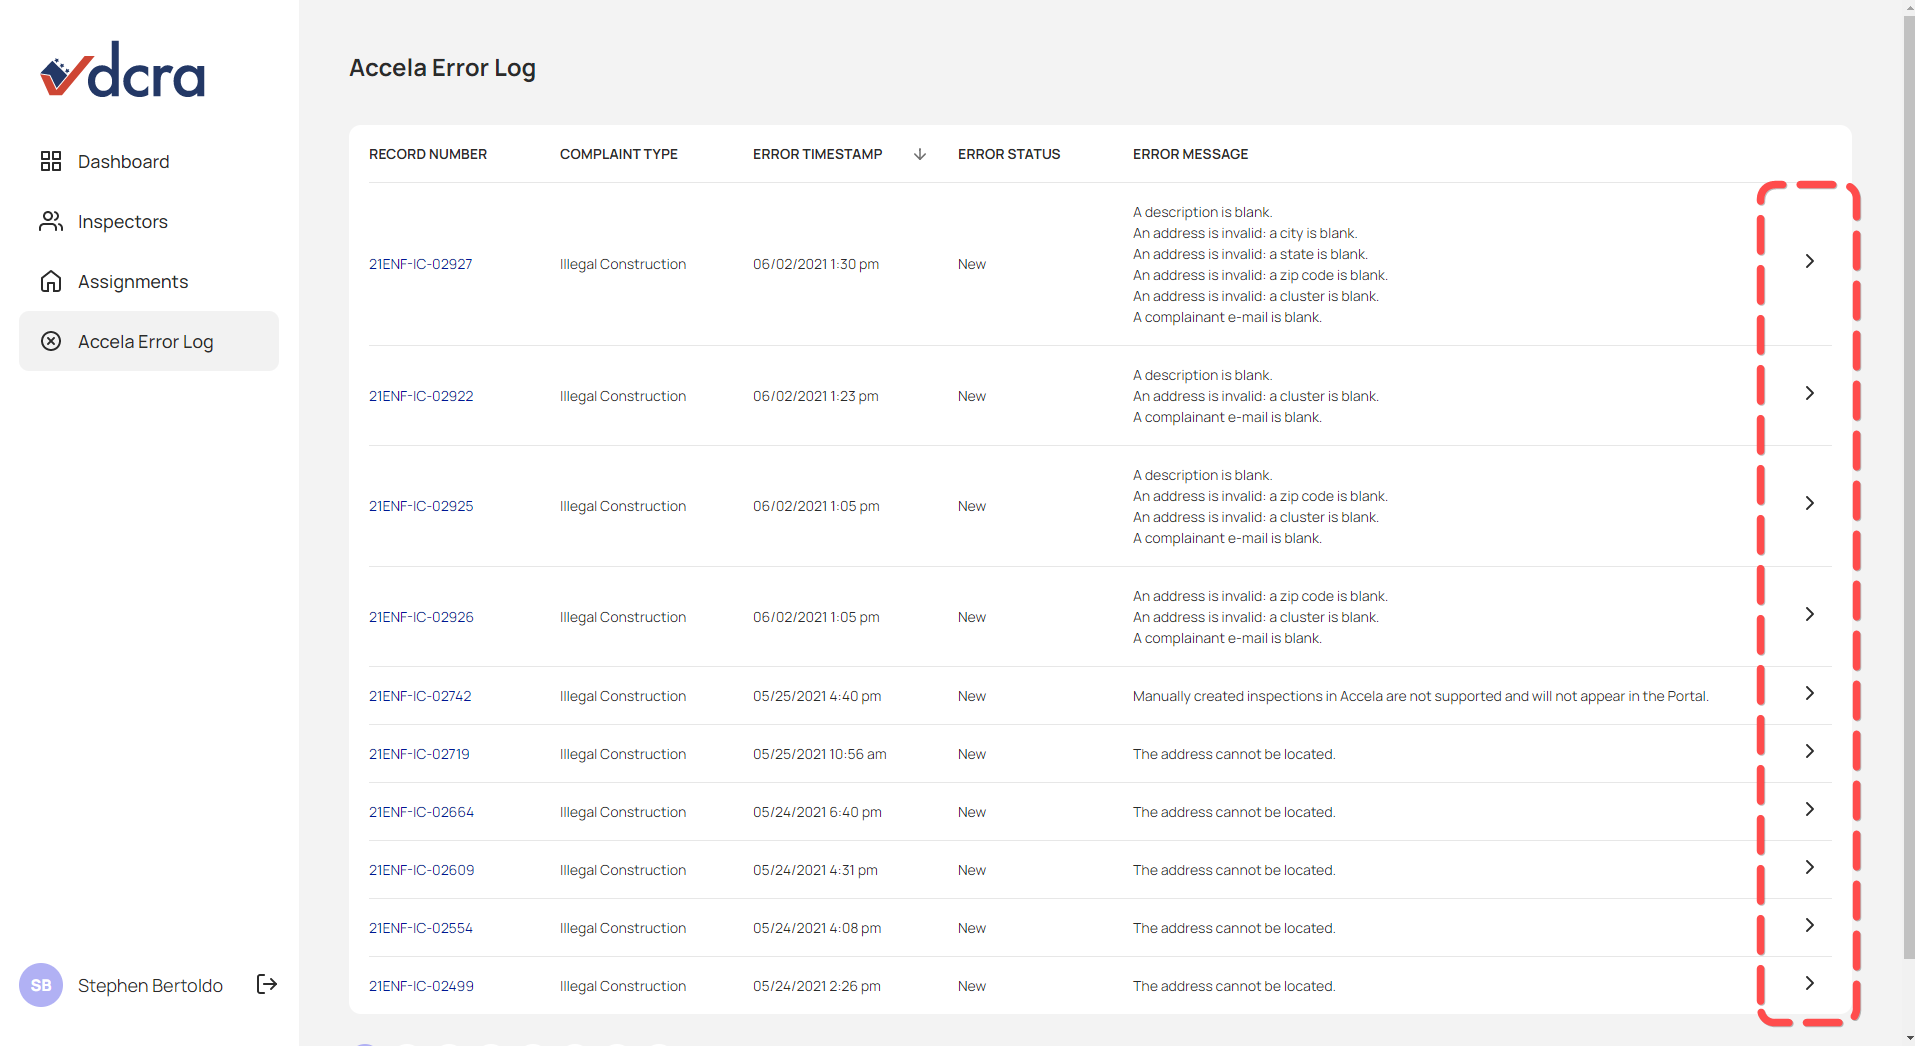 dcra
Dashboard
Inspectors
Assignments
Accela Error Log
SB
Stephen Bertoldo
Accela Error Log
RECORD NUMBER COMPLAINT TYPE ERROR TIMESTAMP ERROR STATUS ERROR MESSAGE
21ENF-IC-02927 Illegal Construction 06/02/2021 1:30 pm New
A description is blank.
An address is invalid: a city is blank.
An address is invalid: a state is blank.
An address is invalid: a zip code is blank.
An address is invalid: a cluster is blank.
A complainant e-mail is blank.
21ENF-IC-02922 Illegal Construction 06/02/2021 1:23 pm New
A description is blank.
An address is invalid: a cluster is blank.
A complainant e-mail is blank.
21ENF-IC-02925 Illegal Construction 06/02/2021 1:05 pm New
A description is blank.
An address is invalid: a zip code is blank.
An address is invalid: a cluster is blank.
A complainant e-mail is blank.
21ENF-IC-02926 Illegal Construction 06/02/2021 1:05 pm New
An address is invalid: a zip code is blank.
An address is invalid: a cluster is blank.
A complainant e-mail is blank.
21ENF-IC-02742 Illegal Construction 05/25/2021 4:40 pm New Manually created inspections in Accela are not supported and will not appear in the Portal.
21ENF-IC-02719 Illegal Construction 05/25/2021 10:56 am New The address cannot be located.
21ENF-IC-02664 Illegal Construction 05/24/2021 6:40 pm New The address cannot be located.
21ENF-IC-02609 Illegal Construction 05/24/2021 4:31 pm New The address cannot be located.
21ENF-IC-02554 Illegal Construction 05/24/2021 4:08 pm New The address cannot be located.
21ENF-IC-02499 Illegal Construction 05/24/2021 2:26 pm New The address cannot be located.